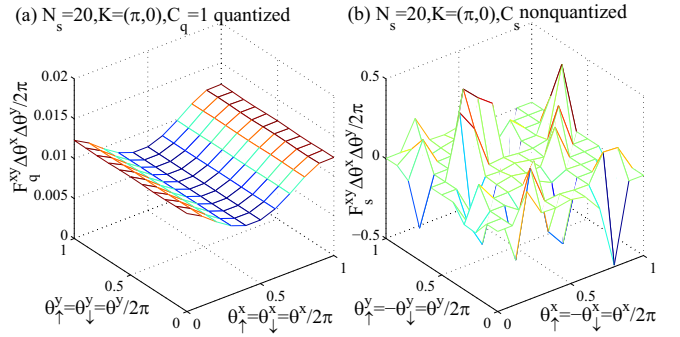 (a) N_s=20,K=(π,0),C_q=1 quantized
F_q^{xy}Δθ^xΔθ^y/2π
0.02
0.015
0.01
0.005
0
1
0.5
0
θ_↑^y=θ_↓^y=θ^y/2π
0
0.5
1
θ_↑^x=θ_↓^x=θ^x/2π
(b) N_s=20,K=(π,0),C_s nonquantized
F_s^{xy}Δθ^xΔθ^y/2π
0.5
0
−0.5
1
0.5
0
θ_↑^y=−θ_↓^y=θ^y/2π
0
0.5
1
θ_↑^x=−θ_↓^x=θ^x/2π